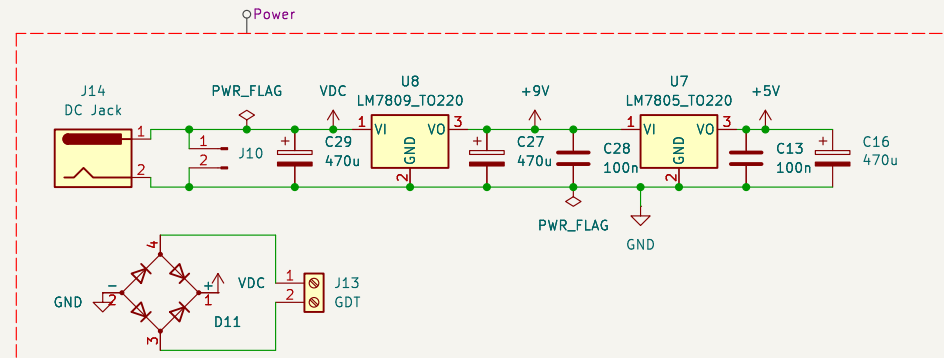 Power
J14
DC Jack
1
2
PWR_FLAG
1
2
J10
VDC
+
C29
470u
U8
LM7809_TO220
1
VI
VO
3
GND
2
+9V
+
C27
470u
C28
100n
PWR_FLAG
U7
LM7805_TO220
1
VI
VO
3
GND
2
GND
+5V
C13
100n
+
C16
470u
4
-
2
GND
+
1
VDC
3
D11
1
2
J13
GDT